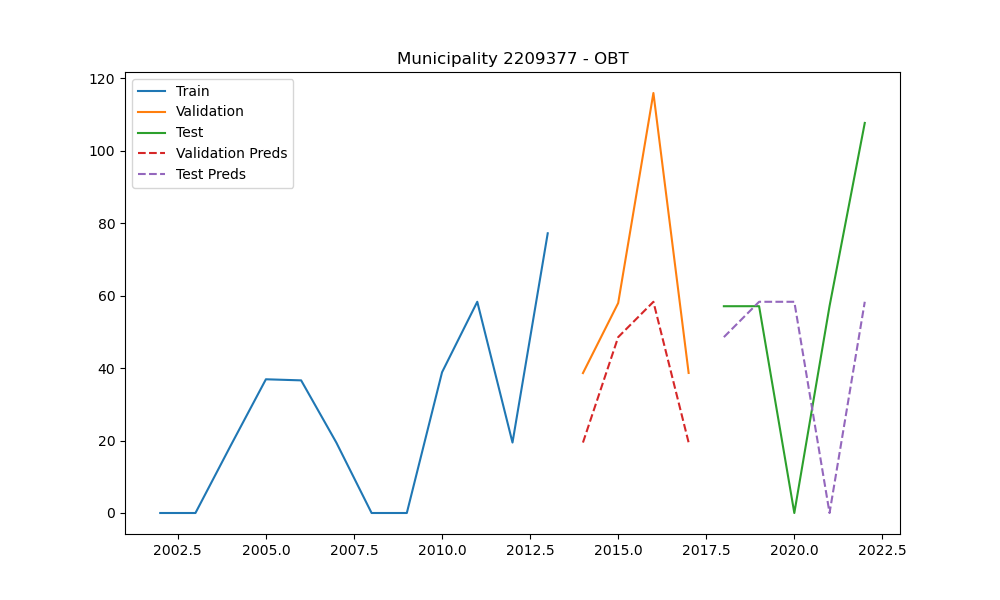 Municipality 2209377 - OBT
Train
Validation
Test
Validation Preds
Test Preds
120
100
80
60
40
20
0
2002.5 2005.0 2007.5 2010.0 2012.5 2015.0 2017.5 2020.0 2022.5